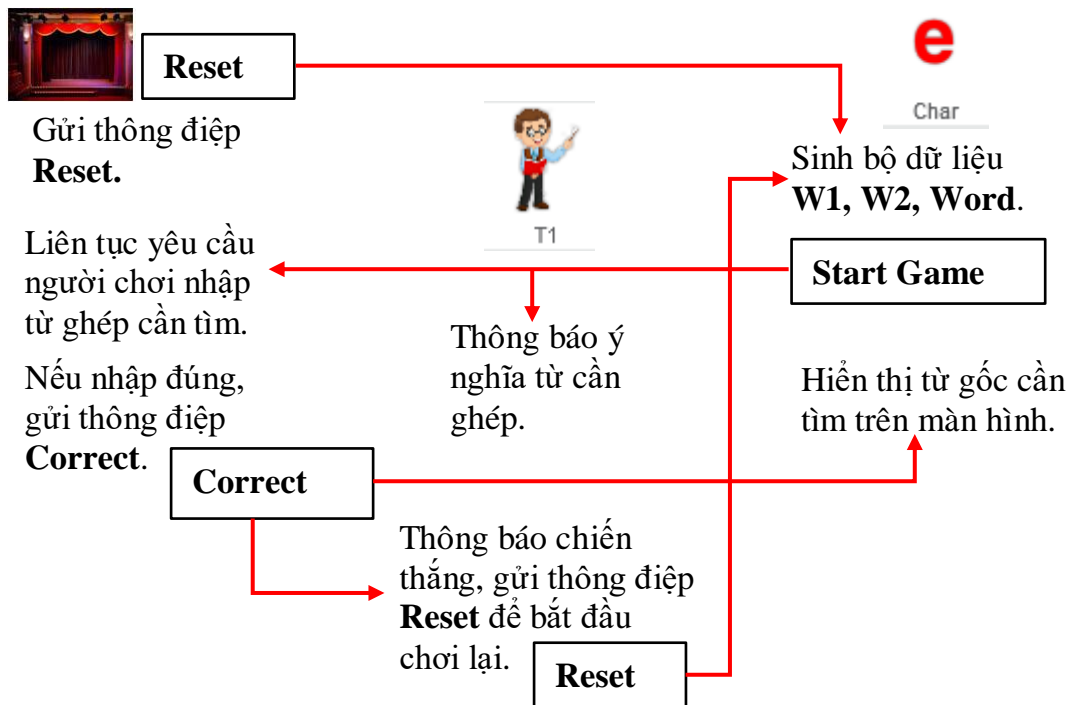 Reset
Gửi thông điệp
Reset.
e
Char
T1
Sinh bộ dữ liệu
W1, W2, Word.
Liên tục yêu cầu
người chơi nhập
từ ghép cần tìm.
Start Game
Thông báo ý
nghĩa từ cần
ghép.
Nếu nhập đúng,
gửi thông điệp
Correct.
Hiển thị từ gốc cần
tìm trên màn hình.
Correct
Thông báo chiến
thắng, gửi thông điệp
Reset để bắt đầu
chơi lại.
Reset